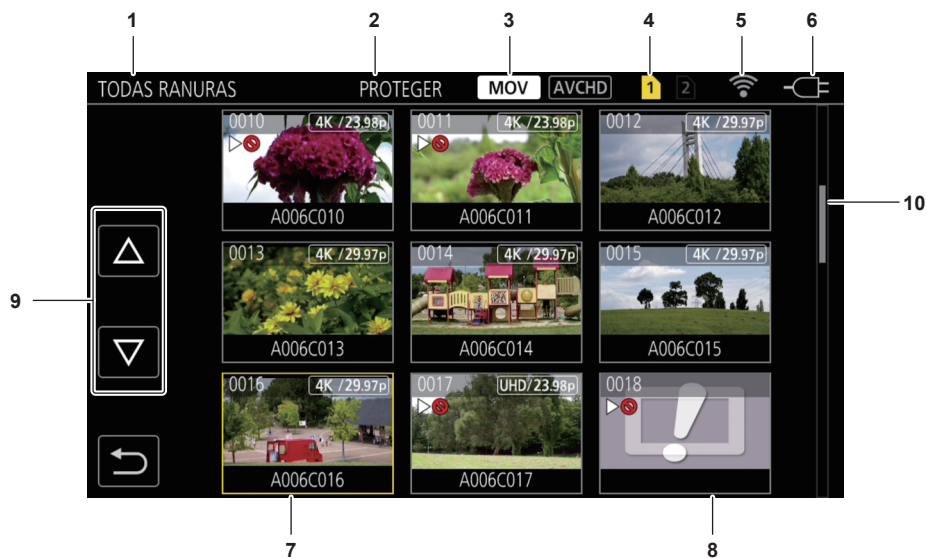 1 2 3 4 5 6
TODAS RANURAS PROTEGER MOV AVCHD 1 2
0010 4K /23.98p 0011 4K /23.98p 0012 4K /29.97p
A006C010 A006C011 A006C012
10
0013 4K /29.97p 0014 4K /29.97p 0015 4K /29.97p
9
A006C013 A006C014 A006C015
0016 4K /29.97p 0017 UHD/23.98p 0018
A006C016 A006C017
7 8